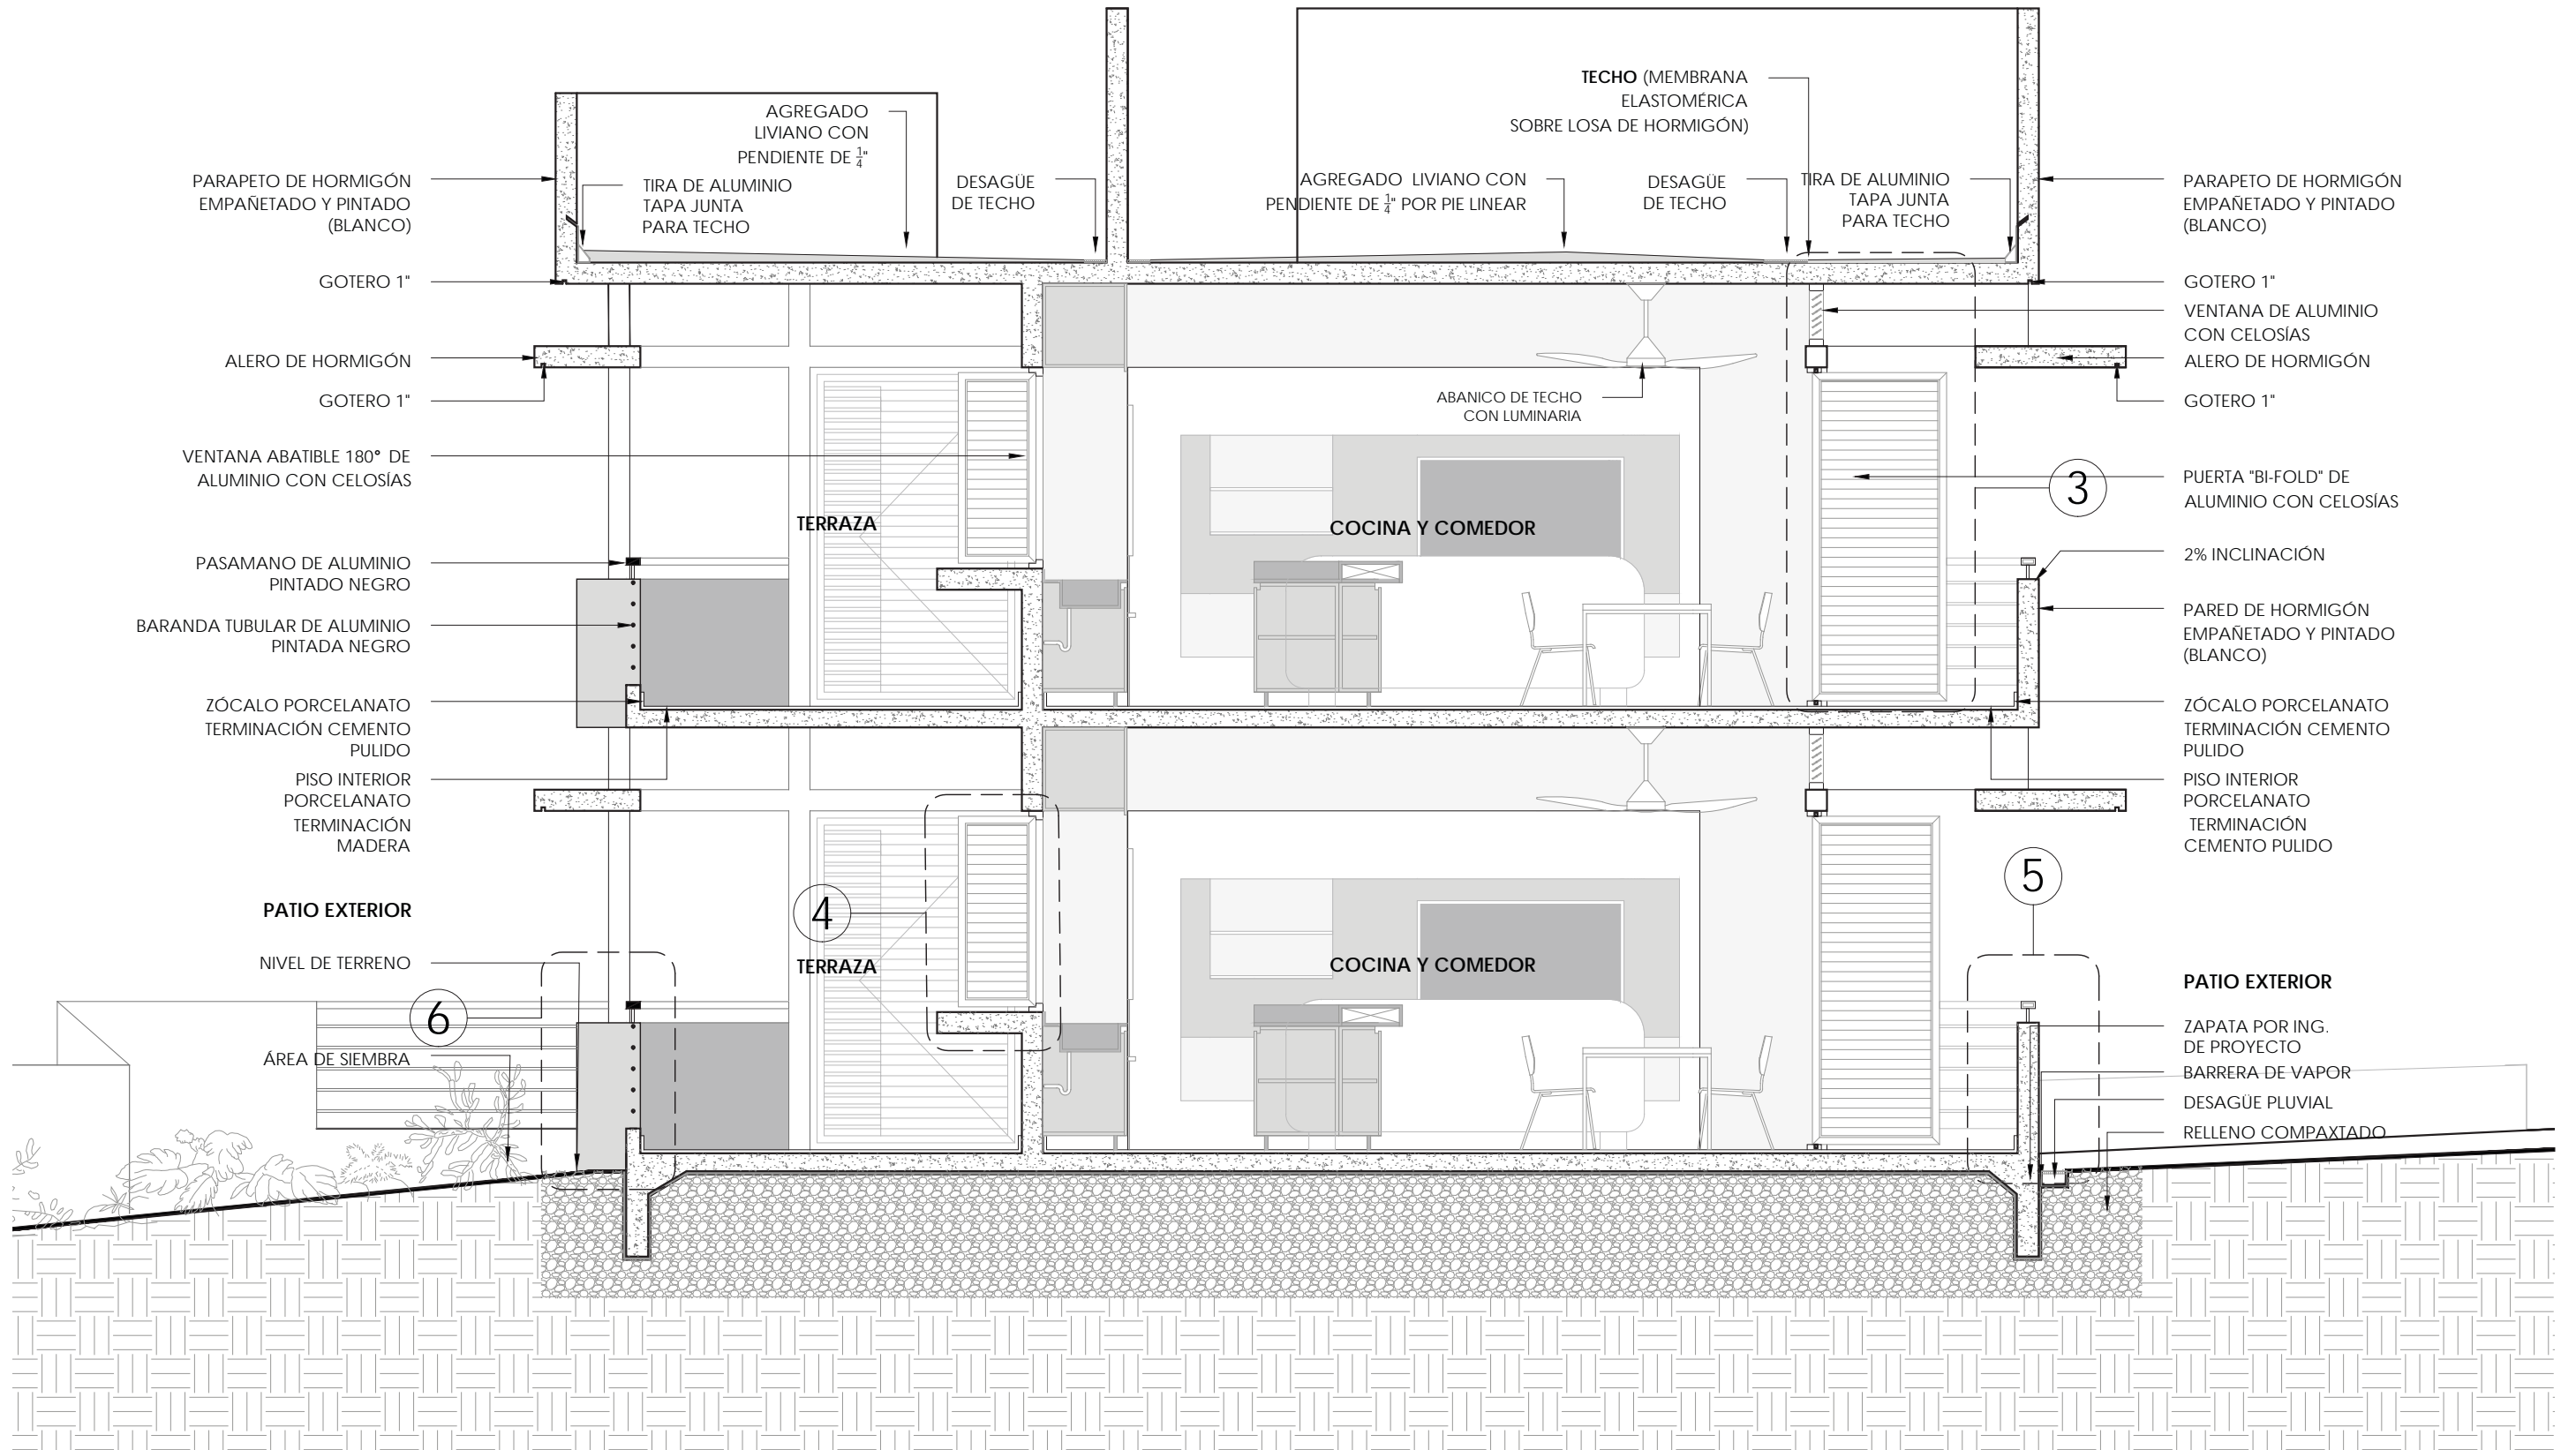 TECHO (MEMBRANA
ELASTOMÉRICA
SOBRE LOSA DE HORMIGÓN)
AGREGADO
LIVIANO CON
PENDIENTE DE 1/4"
PARAPETO DE HORMIGÓN
EMPAÑETADO Y PINTADO
(BLANCO)
TIRA DE ALUMINIO
TAPA JUNTA
PARA TECHO
DESAGÜE
DE TECHO
AGREGADO LIVIANO CON
PENDIENTE DE 1/4" POR PIE LINEAR
DESAGÜE
DE TECHO
TIRA DE ALUMINIO
TAPA JUNTA
PARA TECHO
PARAPETO DE HORMIGÓN
EMPAÑETADO Y PINTADO
(BLANCO)
GOTERO 1"
ALERO DE HORMIGÓN
GOTERO 1"
VENTANA ABATIBLE 180° DE
ALUMINIO CON CELOSÍAS
PASAMANO DE ALUMINIO
PINTADO NEGRO
BARANDA TUBULAR DE ALUMINIO
PINTADA NEGRO
ZÓCALO PORCELANATO
TERMINACIÓN CEMENTO
PULIDO
PISO INTERIOR
PORCELANATO
TERMINACIÓN
MADERA
PATIO EXTERIOR
NIVEL DE TERRENO
6
ÁREA DE SIEMBRA
TERRAZA
4
TERRAZA
ABANICO DE TECHO
CON LUMINARIA
COCINA Y COMEDOR
COCINA Y COMEDOR
3
5
GOTERO 1"
VENTANA DE ALUMINIO
CON CELOSÍAS
ALERO DE HORMIGÓN
GOTERO 1"
PUERTA "BI-FOLD" DE
ALUMINIO CON CELOSÍAS
2% INCLINACIÓN
PARED DE HORMIGÓN
EMPAÑETADO Y PINTADO
(BLANCO)
ZÓCALO PORCELANATO
TERMINACIÓN CEMENTO
PULIDO
PISO INTERIOR
PORCELANATO
TERMINACIÓN
CEMENTO PULIDO
PATIO EXTERIOR
ZAPATA POR ING.
DE PROYECTO
BARRERA DE VAPOR
DESAGÜE PLUVIAL
RELLENO COMPAXTADO